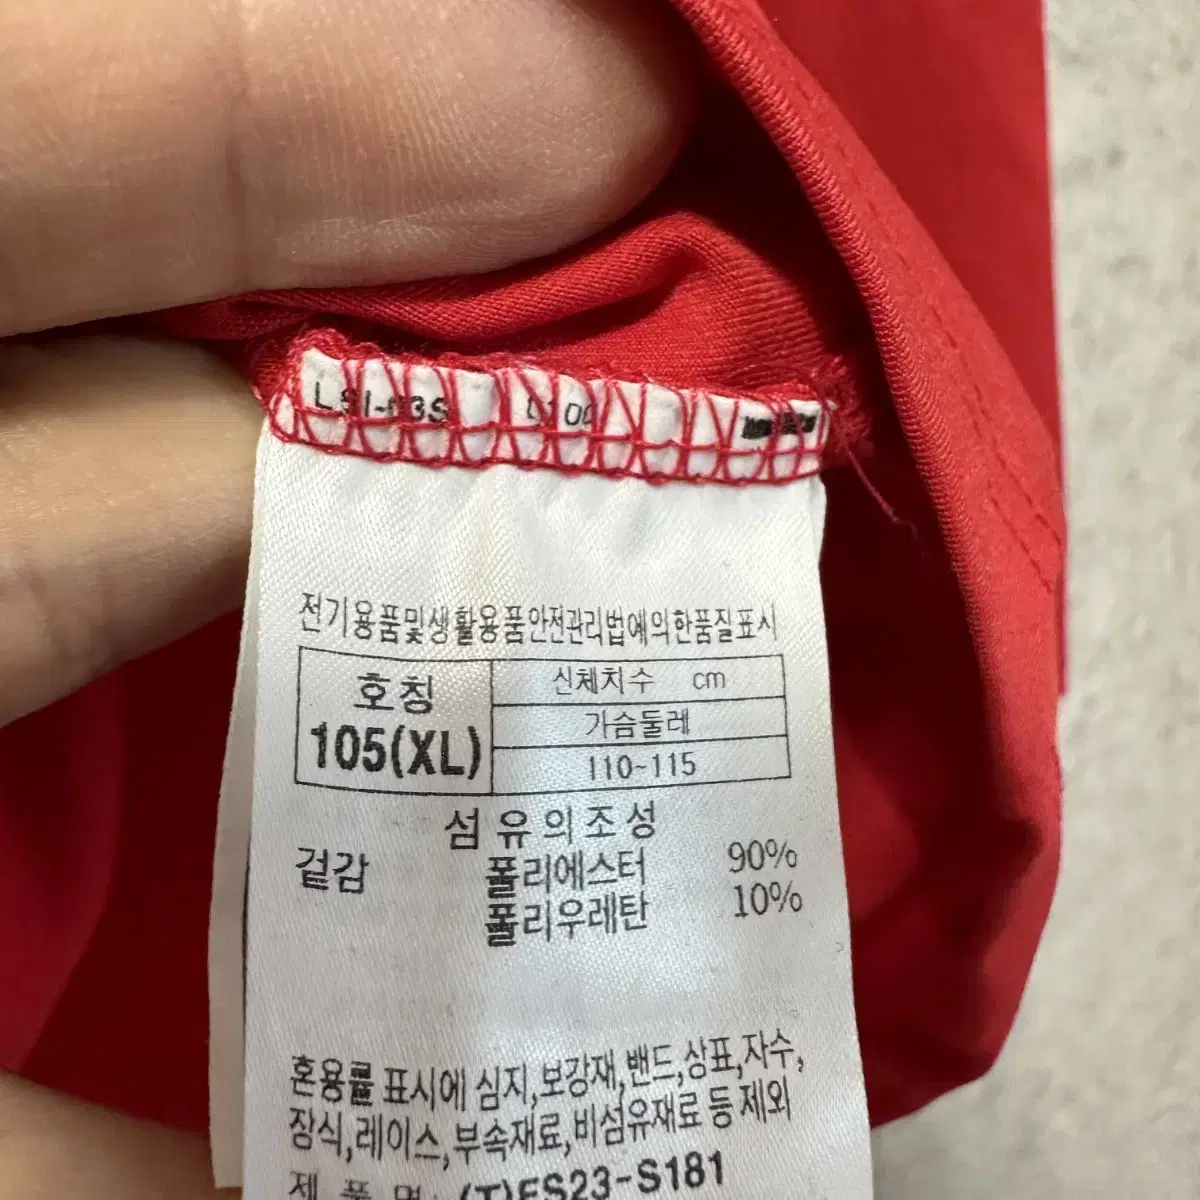 전기용품및생활용품안전관리법에의한품질표시
호칭
105(XL)
신체치수 cm
가슴둘레
110~115
섬유의조성
겉감 폴리에스터 90%
폴리우레탄 10%
혼용률 표시에 심지,보강재,밴드,상표,자수,
장식,레이스,부속재료,비섬유재료 등 제외
제 품 명: (T)FS23-S181